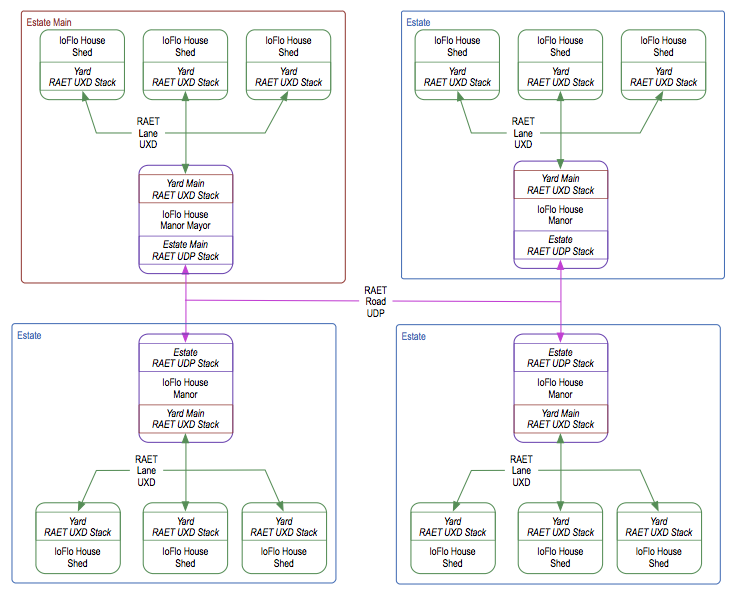 Estate Main
IoFlo House
Shed
Yard
RAET UXD Stack
IoFlo House
Shed
Yard
RAET UXD Stack
IoFlo House
Shed
Yard
RAET UXD Stack
RAET
Lane
UXD
Yard Main
RAET UXD Stack
IoFlo House
Manor Mayor
Estate Main
RAET UDP Stack
Estate
IoFlo House
Shed
Yard
RAET UXD Stack
IoFlo House
Shed
Yard
RAET UXD Stack
IoFlo House
Shed
Yard
RAET UXD Stack
RAET
Lane
UXD
Yard Main
RAET UXD Stack
IoFlo House
Manor
Estate
RAET UDP Stack
RAET
Road
UDP
Estate
Estate
RAET UDP Stack
IoFlo House
Manor
Yard Main
RAET UXD Stack
RAET
Lane
UXD
Yard
RAET UXD Stack
IoFlo House
Shed
Yard
RAET UXD Stack
IoFlo House
Shed
Yard
RAET UXD Stack
IoFlo House
Shed
Estate
Estate
RAET UDP Stack
IoFlo House
Manor
Yard Main
RAET UXD Stack
RAET
Lane
UXD
Yard
RAET UXD Stack
IoFlo House
Shed
Yard
RAET UXD Stack
IoFlo House
Shed
Yard
RAET UXD Stack
IoFlo House
Shed